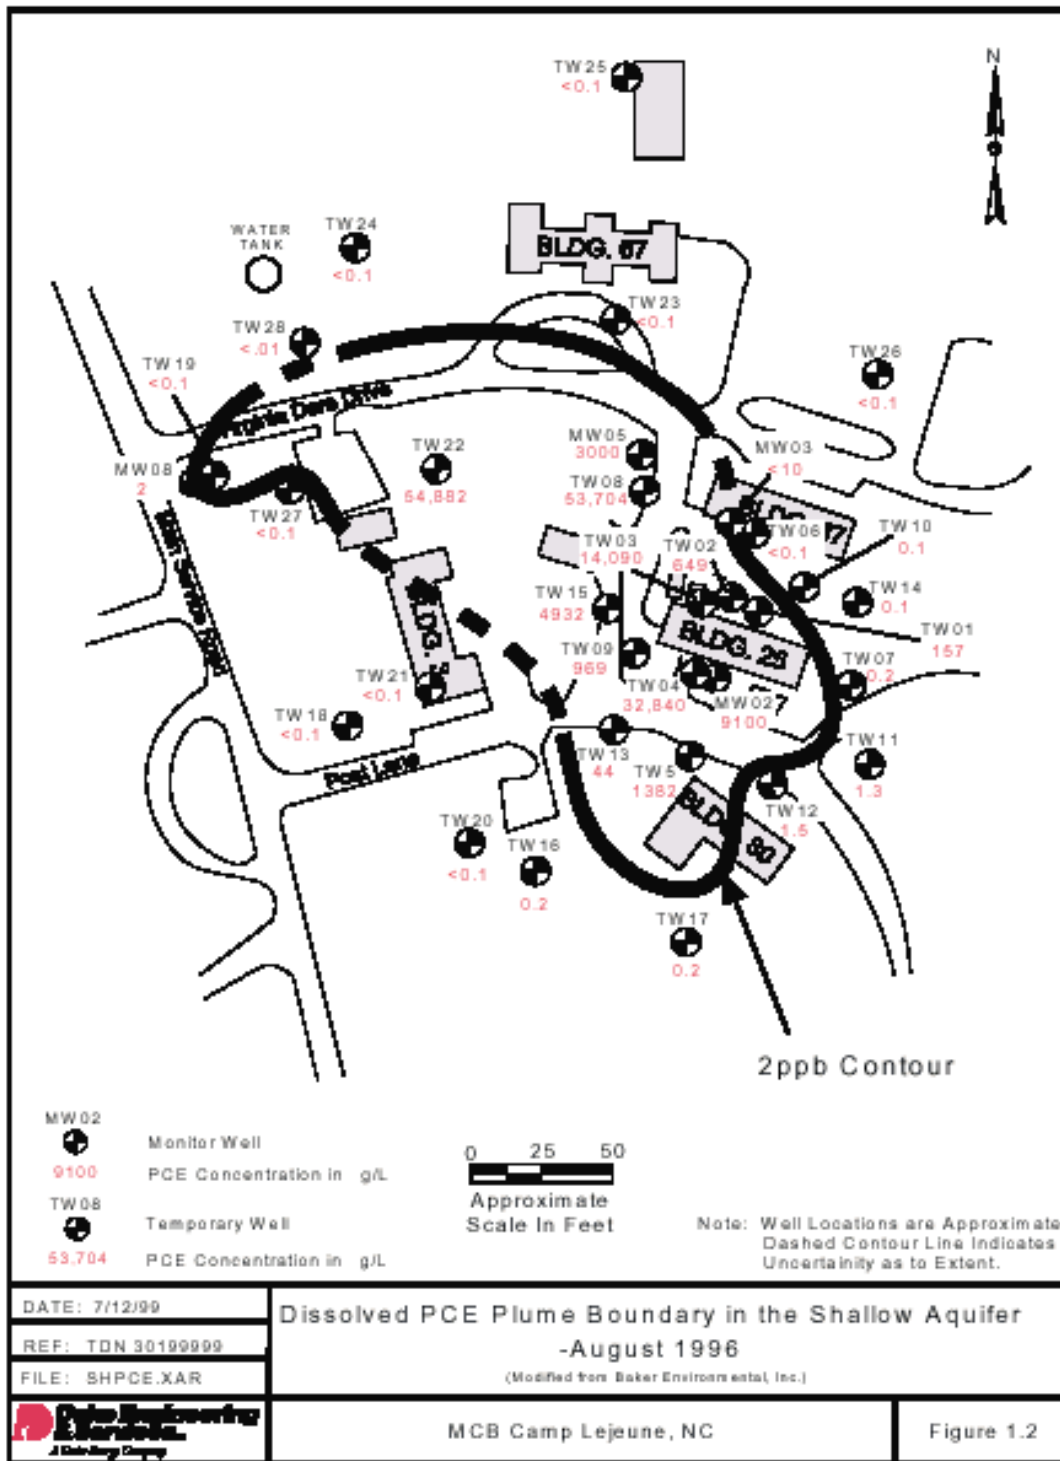 N
TW25
<0.1
WATER
TANK
TW24
<0.1
BLDG. 67
TW23
<0.1
TW28
<.01
TW19
<0.1
TW26
<0.1
Virginia Dare Drive
MW08
2
TW22
54,882
MW05
3000
TW08
53,704
MW03
<10
TW27
<0.1
TW03
14,090
TW02
649
TW06
<0.1
TW10
0.1
TW15
4932
TW14
0.1
TW01
157
BLDG. 25
TW09
969
TW04
32,840
MW02
9100
TW07
0.2
TW21
<0.1
TW18
<0.1
Post Lane
TW13
44
TW5
1382
TW11
1.3
TW12
1.5
TW20
<0.1
TW16
0.2
TW17
0.2
2ppb Contour
MW02
Monitor Well
9100 PCE Concentration in g/L
TW08
Temporary Well
53,704 PCE Concentration in g/L
0 25 50
Approximate
Scale In Feet
Note: Well Locations are Approximate
Dashed Contour Line Indicates
Uncertainity as to Extent.
DATE: 7/12/99
REF: TDN 30199999
FILE: SHPCE.XAR
Dissolved PCE Plume Boundary in the Shallow Aquifer
-August 1996
(Modified from Baker Environmental, Inc.)
Duke Engineering
& Services.
A Duke Energy Company
MCB Camp Lejeune, NC
Figure 1.2